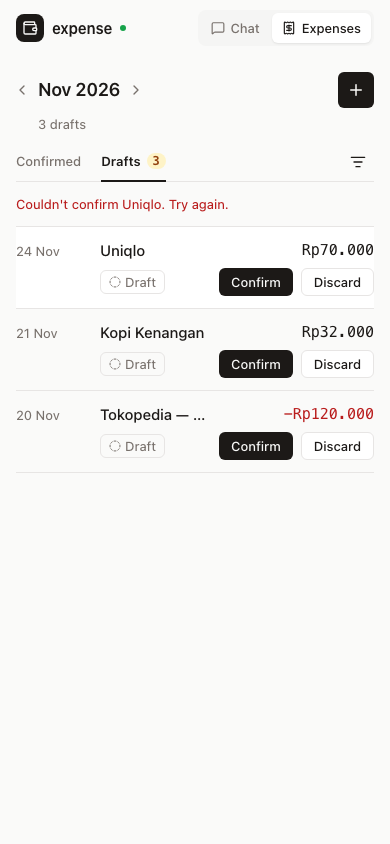 expense
Chat
Expenses
Nov 2026
3 drafts
Confirmed
Drafts 3
Couldn't confirm Uniqlo. Try again.
24 Nov
Uniqlo
Rp70.000
Draft
Confirm
Discard
21 Nov
Kopi Kenangan
Rp32.000
Draft
Confirm
Discard
20 Nov
Tokopedia — ...
−Rp120.000
Draft
Confirm
Discard